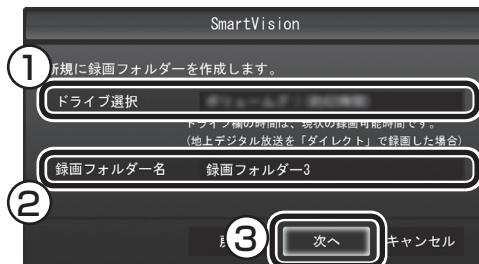 SmartVision
①
新規に録画フォルダーを作成します。
ドライブ選択
ドライブ欄の時間は、現状の録画可能時間です。
(地上デジタル放送を「ダイレクト」で録画した場合)
録画フォルダー名 録画フォルダー3
②
③ 次へ キャンセル